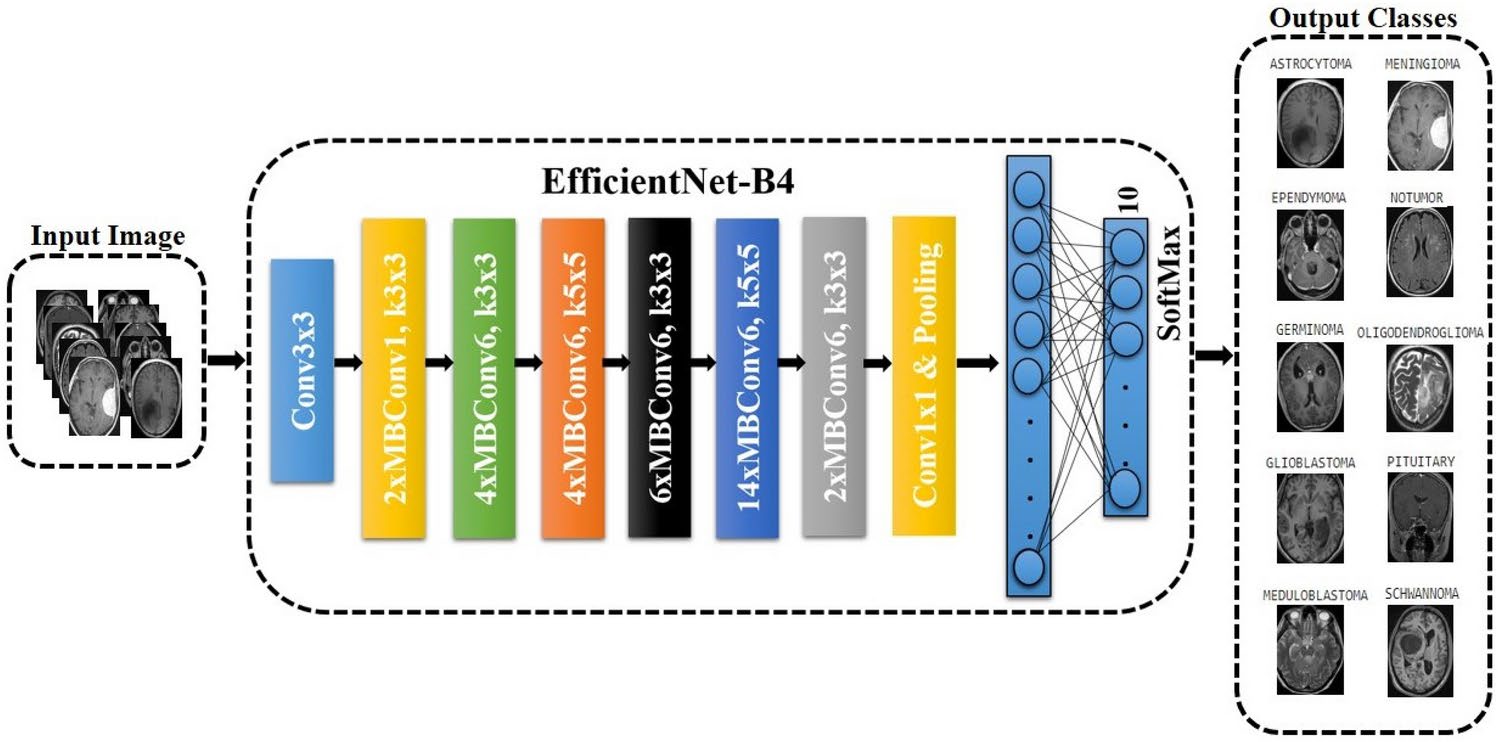 Input Image
EfficientNet-B4
Conv3x3
2xMBConv1, k3x3
4xMBConv6, k3x3
4xMBConv6, k5x5
6xMBConv6, k3x3
14xMBConv6, k5x5
2xMBConv6, k3x3
Conv1x1 & Pooling
10
SoftMax
Output Classes
ASTROCYTOMA
MENINGIOMA
EPENDYMOMA
NOTUMOR
GERMINOMA
OLIGODENDROGLIOMA
GLIOBLASTOMA
PITUITARY
MEDULOBLASTOMA
SCHWANNOMA